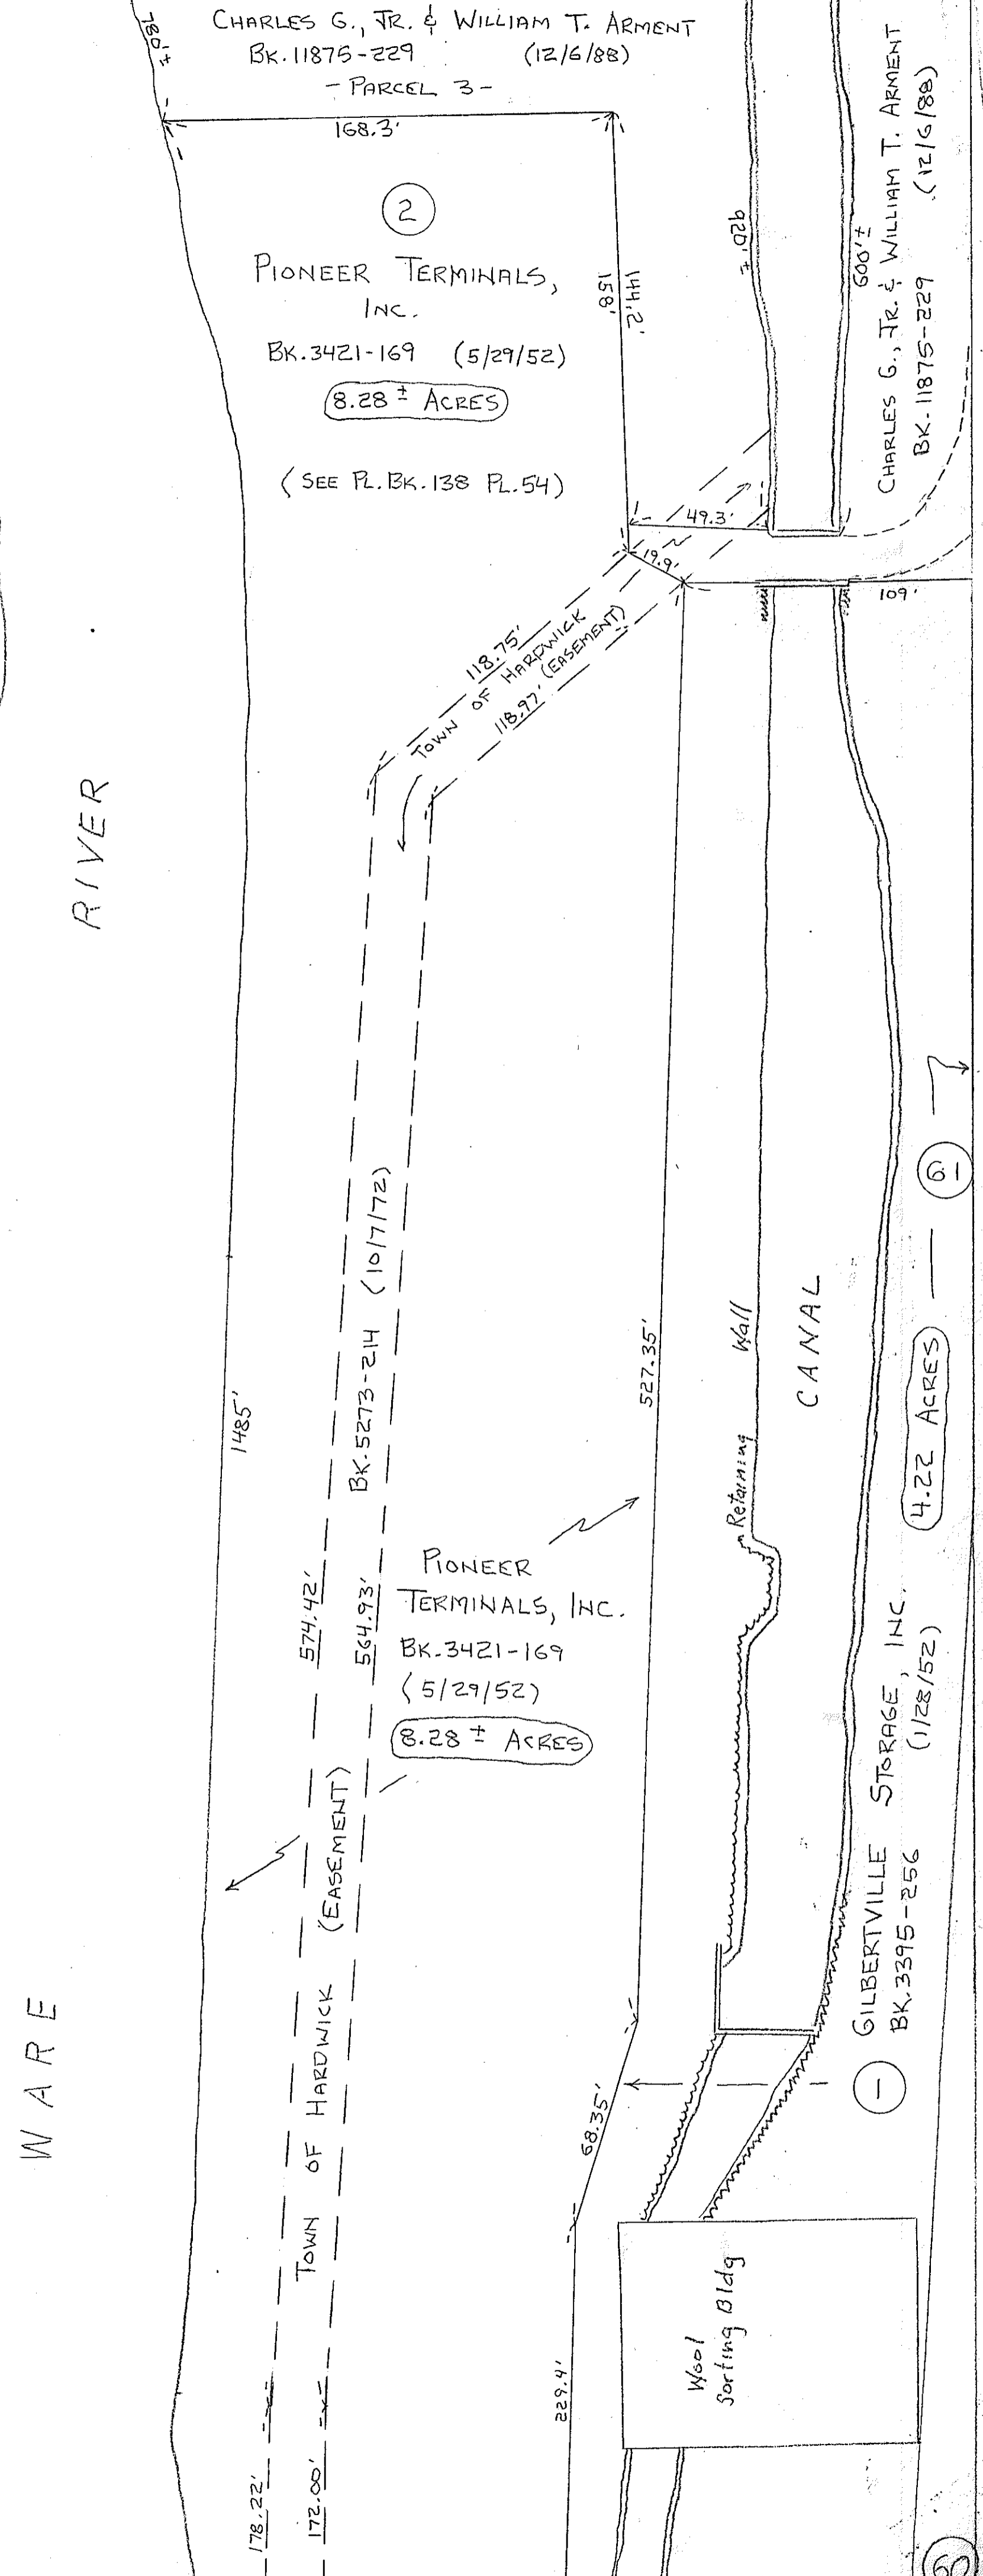 780'±
CHARLES G., JR. & WILLIAM T. ARMENT
BK. 11875-229 (12/6/88)
- PARCEL 3 -
168.3'
2
PIONEER TERMINALS,
INC.
BK. 3421-169 (5/29/52)
8.28 ± ACRES
(SEE PL. BK. 138 PL. 54)
144.2'
158'
920' ±
600'±
CHARLES G., JR. & WILLIAM T. ARMENT
BK. 11875-229 (12/6/88)
49.3'
19.9'
109'
118.75'
TOWN OF HARDWICK
(EASEMENT)
118.97'
RIVER
BK. 5273-214 (10/7/72)
1485'
527.35'
Retaining Wall
CANAL
61
4.22 ACRES
574.42'
564.93'
PIONEER
TERMINALS, INC.
BK. 3421-169
(5/29/52)
8.28 ± ACRES
GILBERTVILLE STORAGE, INC.
BK. 3395-256 (1/28/52)
1
WARE
TOWN OF HARDWICK (EASEMENT)
68.35'
229.4'
Wool
Sorting Bldg
178.22'
172.00'
60